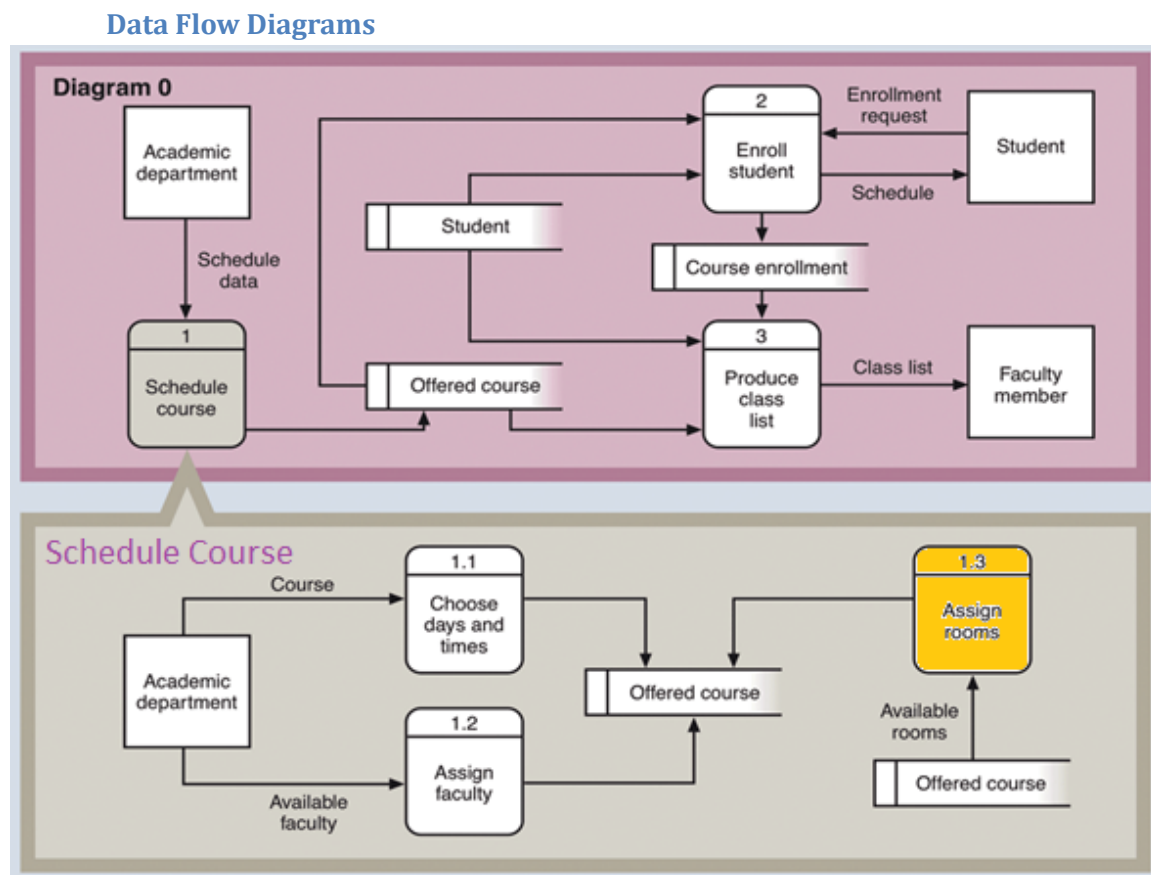 Data Flow Diagrams
Diagram 0
Academic
department
Schedule
data
1
Schedule
course
Student
Offered course
2
Enroll
student
Enrollment
request
Schedule
Student
Course enrollment
3
Produce
class
list
Class list
Faculty
member
Schedule Course
Academic
department
Course
1.1
Choose
days and
times
Available
faculty
1.2
Assign
faculty
Offered course
1.3
Assign
rooms
Available
rooms
Offered course